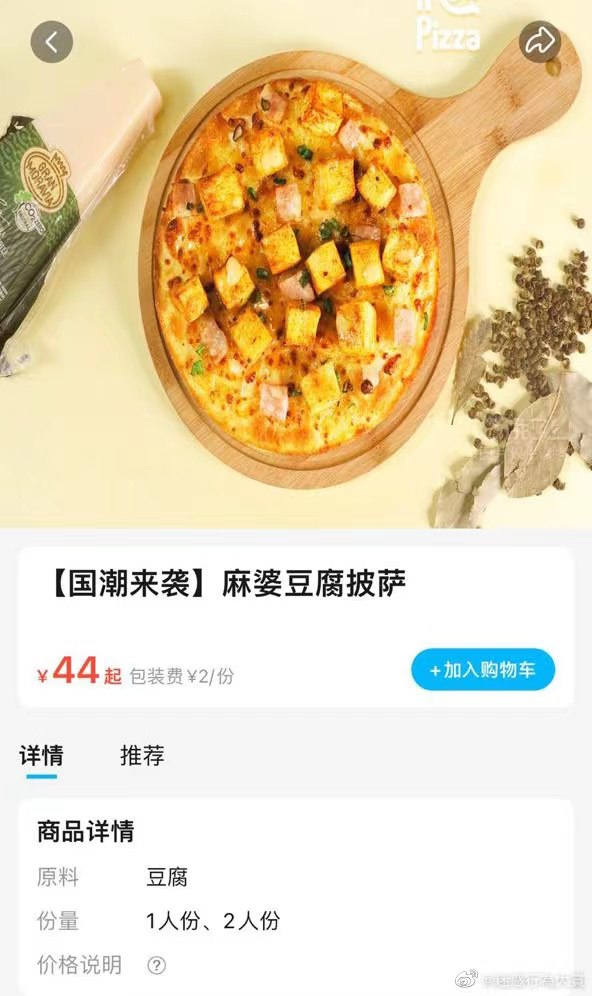 Pizza
GRAN
MORAVIA
【国潮来袭】麻婆豆腐披萨
¥44起 包装费¥2/份
+加入购物车
详情 推荐
商品详情
原料 豆腐
份量 1人份、2人份
价格说明 ?